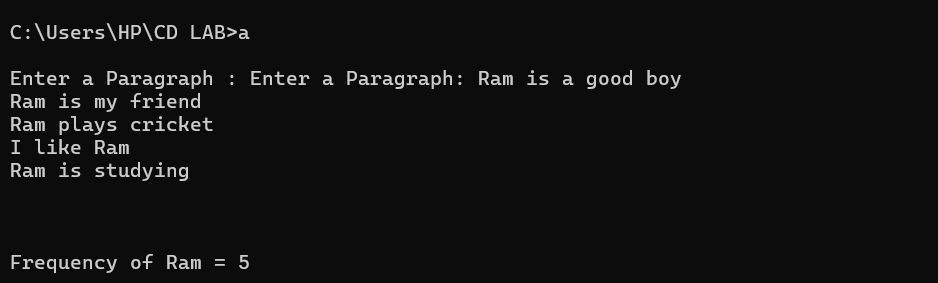 C:\Users\HP\CD LAB>a
Enter a Paragraph : Enter a Paragraph: Ram is a good boy
Ram is my friend
Ram plays cricket
I like Ram
Ram is studying
Frequency of Ram = 5